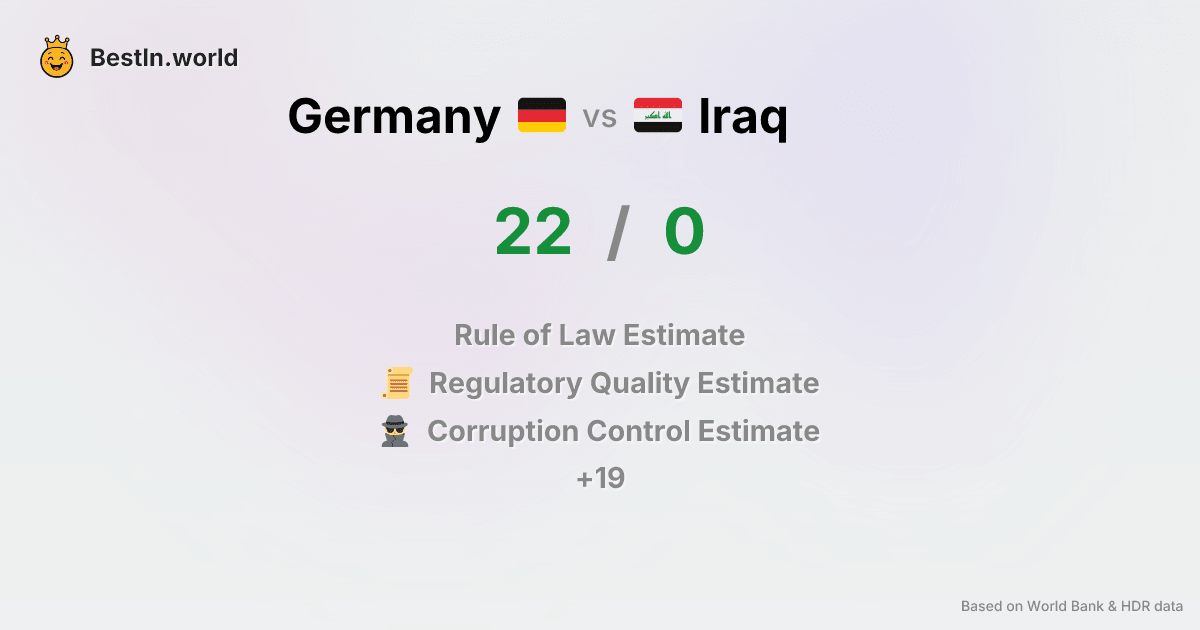 BestIn.world
Germany vs Iraq
22 / 0
Rule of Law Estimate
Regulatory Quality Estimate
Corruption Control Estimate
+19
Based on World Bank & HDR data